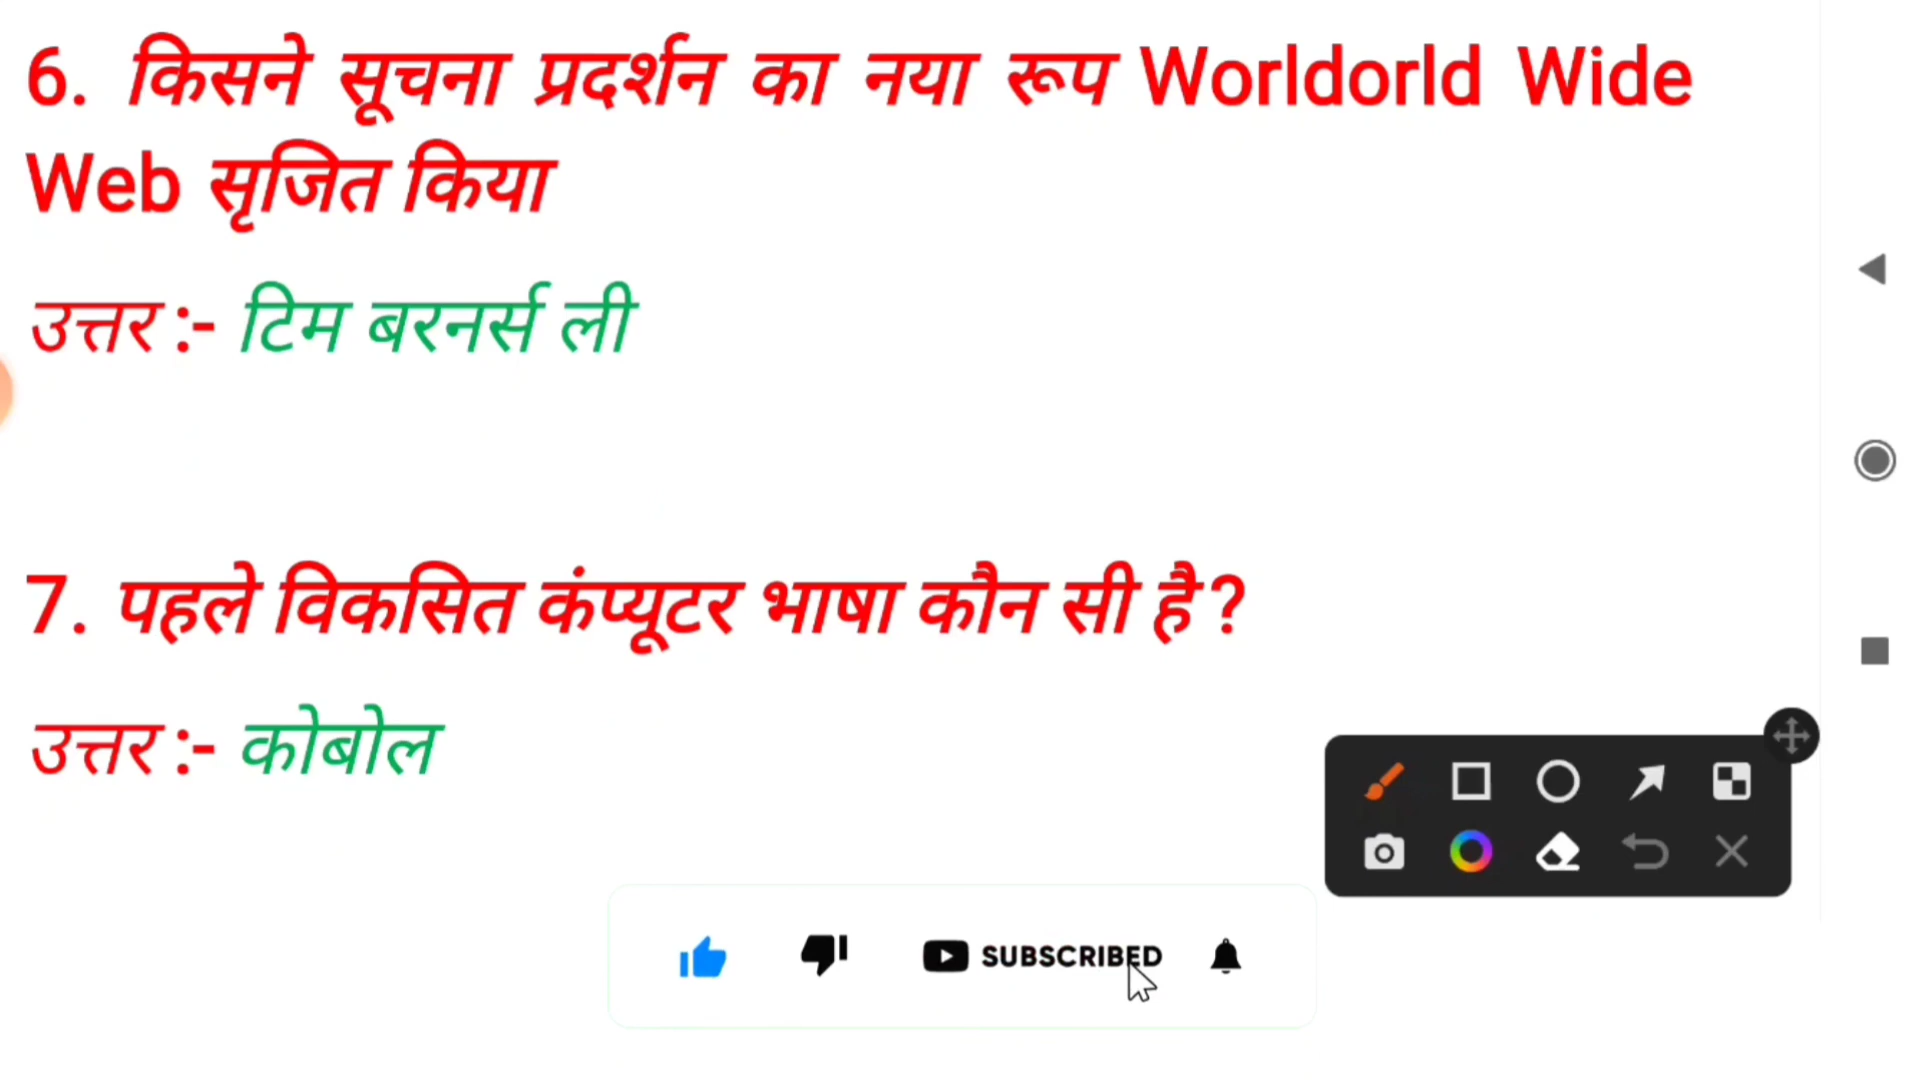 6. किसने सूचना प्रदर्शन का नया रूप Worldorld Wide
Web सृजित किया
उत्तर :- टिम बरनर्स ली
7. पहले विकसित कंप्यूटर भाषा कौन सी है?
उत्तर :- कोबोल
SUBSCRIBED